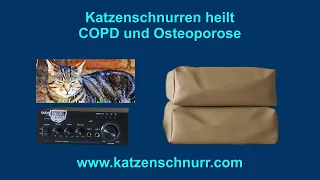 Katzenschnurren heilt
COPD und Osteoporose
www.katzenschnurr.com